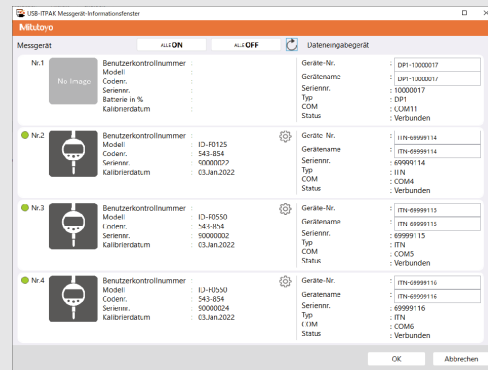 USB-ITPAK Messgerät-Informationsfenster
Mitutoyo
Messgerät ALLE ON ALLE OFF Dateneingabegerät
Nr.1
No Image
Benutzerkontrollnummer :
Modell :
Codenr. :
Seriennr. :
Batterie in % :
Kalibrierdatum :
Geräte-Nr. : DP1-10000017
Gerätename : DP1-10000017
Seriennr. : 10000017
Typ : DP1
COM : COM11
Status : Verbunden
Nr.2
Benutzerkontrollnummer :
Modell : ID-F0125
Codenr. : 543-854
Seriennr. : 90000022
Kalibrierdatum : 03.Jan.2022
Geräte-Nr. : ITN-69999114
Gerätename : ITN-69999114
Seriennr. : 69999114
Typ : ITN
COM : COM4
Status : Verbunden
Nr.3
Benutzerkontrollnummer :
Modell : ID-F0550
Codenr. : 543-854
Seriennr. : 90000002
Kalibrierdatum : 03.Jan.2022
Geräte-Nr. : ITN-69999115
Gerätename : ITN-69999115
Seriennr. : 69999115
Typ : ITN
COM : COM5
Status : Verbunden
Nr.4
Benutzerkontrollnummer :
Modell : ID-F0550
Codenr. : 543-854
Seriennr. : 90000024
Kalibrierdatum : 03.Jan.2022
Geräte-Nr. : ITN-69999116
Gerätename : ITN-69999116
Seriennr. : 69999116
Typ : ITN
COM : COM6
Status : Verbunden
OK Abbrechen